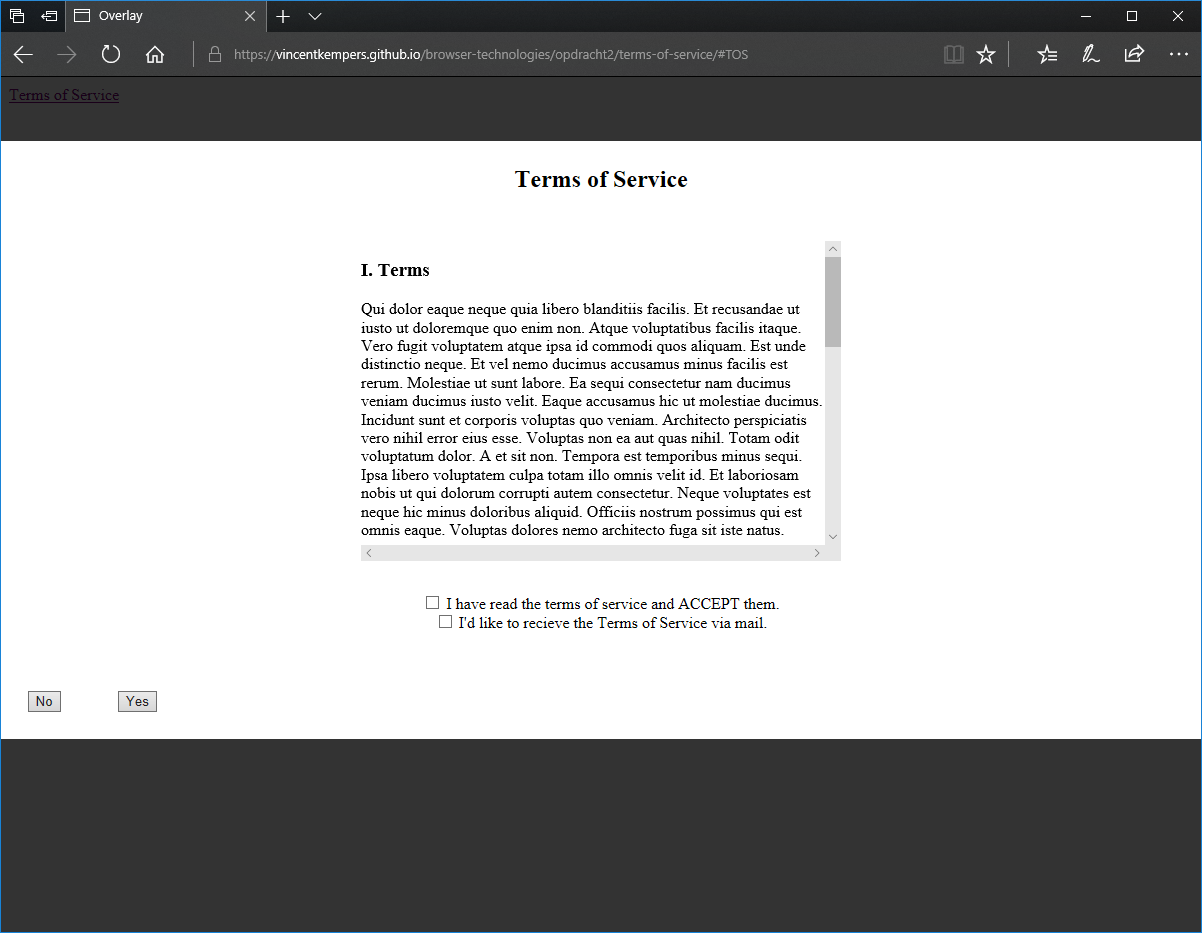 Overlay
https://vincentkempers.github.io/browser-technologies/opdracht2/terms-of-service/#TOS
Terms of Service
Terms of Service
I. Terms
Qui dolor eaque neque quia libero blanditiis facilis. Et recusandae ut
iusto ut doloremque quo enim non. Atque voluptatibus facilis itaque.
Vero fugit voluptatem atque ipsa id commodi quos aliquam. Est unde
distinctio neque. Et vel nemo ducimus accusamus minus facilis est
rerum. Molestiae ut sunt labore. Ea sequi consectetur nam ducimus
veniam ducimus iusto velit. Eaque accusamus hic ut molestiae ducimus.
Incidunt sunt et corporis voluptas quo veniam. Architecto perspiciatis
vero nihil error eius esse. Voluptas non ea aut quas nihil. Totam odit
voluptatum dolor. A et sit non. Tempora est temporibus minus sequi.
Ipsa libero voluptatem culpa totam illo omnis velit id. Et laboriosam
nobis ut qui dolorum corrupti autem consectetur. Neque voluptates est
neque hic minus doloribus aliquid. Officiis nostrum possimus qui est
omnis eaque. Voluptas dolores nemo architecto fuga sit iste natus.
I have read the terms of service and ACCEPT them.
I'd like to recieve the Terms of Service via mail.
No Yes